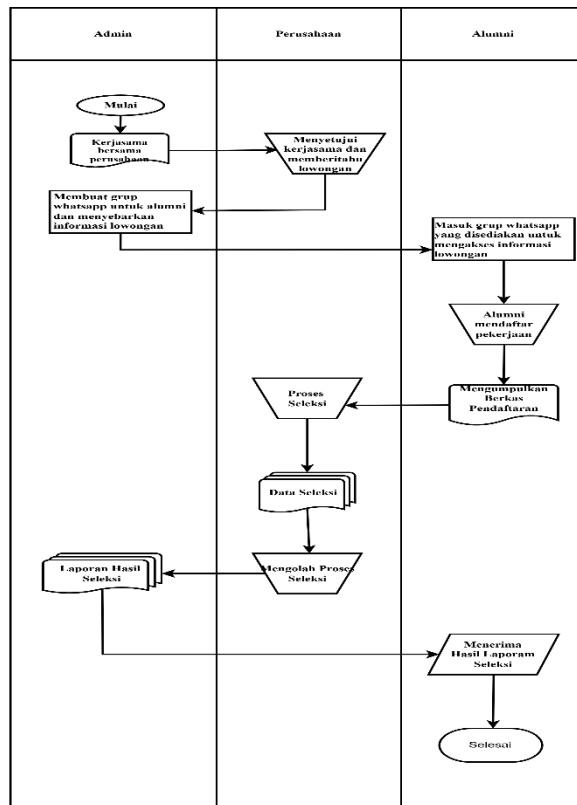 Admin
Perusahaan
Alumni
Mulai
Kerjasama
bersama
perusahaan
Menyetujui
kerjasama dan
memberitahu
lowongan
Membuat grup
whatsapp untuk alumni
dan menyebarkan
informasi lowongan
Masuk grup whatsapp
yang disediakan untuk
mengakses informasi
lowongan
Alumni
mendaftar
pekerjaan
Mengumpulkan
Berkas
Pendaftaran
Proses
Seleksi
Data Seleksi
Mengolah Proses
Seleksi
Laporan Hasil
Seleksi
Menerima
Hasil Laporam
Seleksi
Selesai